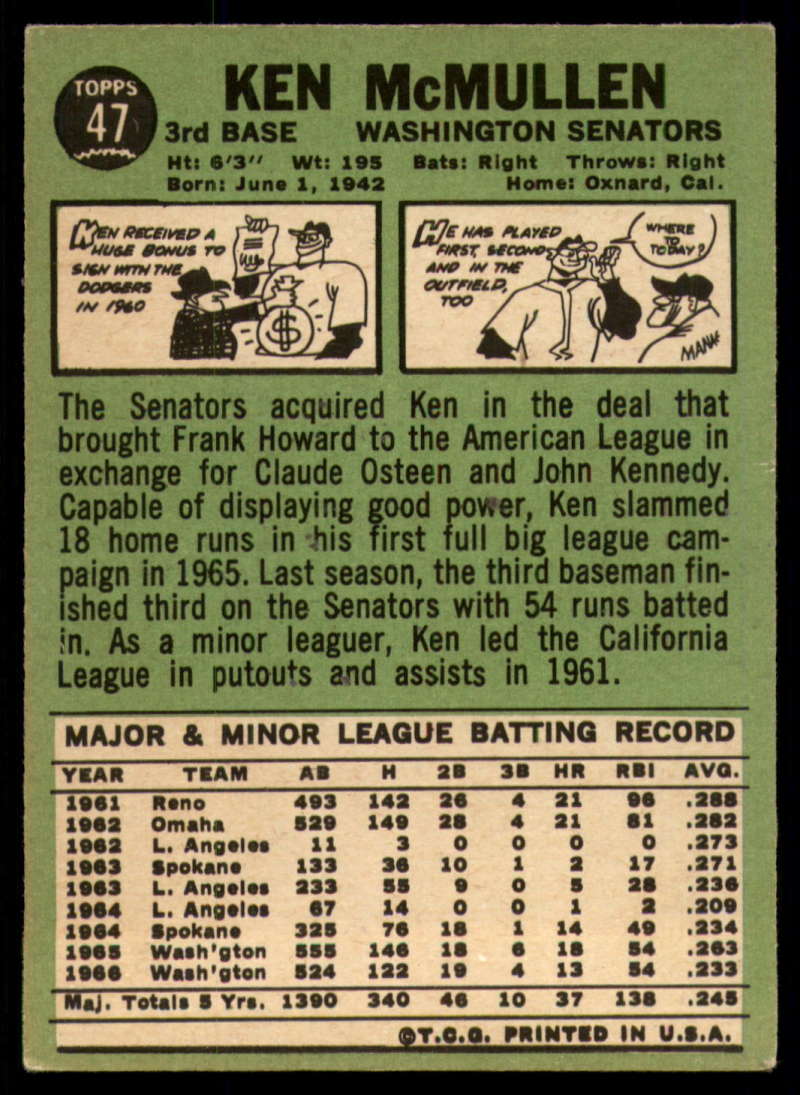 TOPPS
47
KEN McMULLEN
3rd BASE WASHINGTON SENATORS
Ht: 6'3" Wt: 195 Bats: Right Throws: Right
Born: June 1, 1942 Home: Oxnard, Cal.
KEN RECEIVED A
HUGE BONUS TO
SIGN WITH THE
DODGERS
IN 1960
$
HE HAS PLAYED
FIRST, SECOND
AND IN THE
OUTFIELD,
TOO
WHERE
TO
TODAY?
MANK
The Senators acquired Ken in the deal that
brought Frank Howard to the American League in
exchange for Claude Osteen and John Kennedy.
Capable of displaying good power, Ken slammed
18 home runs in his first full big league cam-
paign in 1965. Last season, the third baseman fin-
ished third on the Senators with 54 runs batted
in. As a minor leaguer, Ken led the California
League in putouts and assists in 1961.
MAJOR & MINOR LEAGUE BATTING RECORD
YEAR TEAM AB H 2B 3B HR RBI AVG.
1961 Reno 493 142 26 4 21 96 .288
1962 Omaha 529 149 28 4 21 81 .282
1962 L. Angeles 11 3 0 0 0 0 .273
1963 Spokane 133 36 10 1 2 17 .271
1963 L. Angeles 233 55 9 0 5 28 .236
1964 L. Angeles 67 14 0 0 1 2 .209
1964 Spokane 325 76 18 1 14 49 .234
1965 Wash'gton 555 146 18 6 18 54 .263
1966 Wash'gton 524 122 19 4 13 54 .233
Maj. Totals 5 Yrs. 1390 340 46 10 37 138 .245
©T.C.G. PRINTED IN U.S.A.